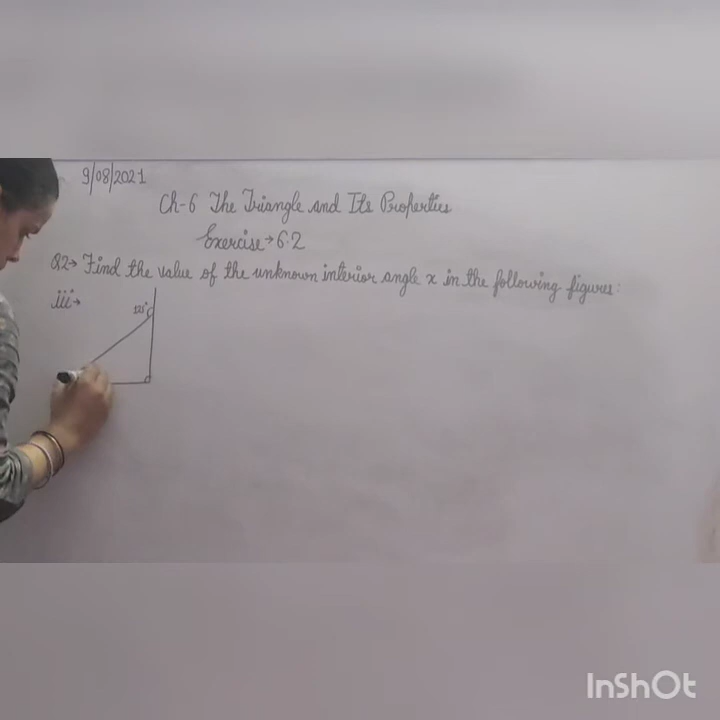 9/08/2021
Ch-6 The Triangle and Its Properties
Exercise → 6.2
Q2→ Find the value of the unknown interior angle x in the following figures:
iii→
125°
InShOt